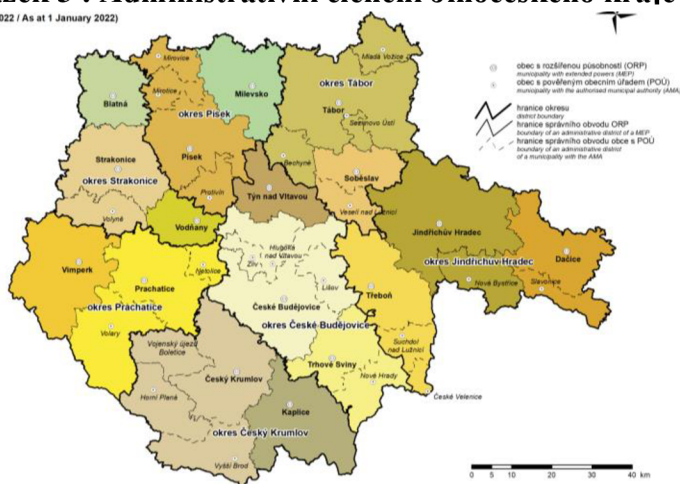 022 / As at 1 January 2022)
obec s rozšířenou působností (ORP)
municipality with extended powers (MEP)
obec s pověřeným obecním úřadem (POÚ)
municipality with the authorised municipal authority (AMA)
hranice okresu
district boundary
hranice správního obvodu ORP
boundary of an administrative district of a MEP
hranice správního obvodu obce s POÚ
boundary of an administrative district
of a municipality with the AMA
Mladá Vožice
Mirovice
Milevsko
okres Tábor
Blatná
Mirotice
Tábor
okres Písek
Sezimovo Ústí
Strakonice
Písek
Bechyně
Soběslav
okres Strakonice
Protivín
Týn nad Vltavou
Veselí nad Lužnicí
Volyně
Vodňany
Jindřichův Hradec
Hluboká
nad Vltavou
Zliv
Dačice
Vimperk
Netolice
okres Jindřichův Hradec
Prachatice
Lišov
Nová Bystřice
Slavonice
Třeboň
okres Prachatice
České Budějovice
okres České Budějovice
Volary
Suchdol
nad Lužnicí
Vojenský újezd
Boletice
Trhové Sviny
Český Krumlov
Nové Hrady
České Velenice
Horní Planá
Kaplice
okres Český Krumlov
Vyšší Brod
0 5 10 20 30 40 km